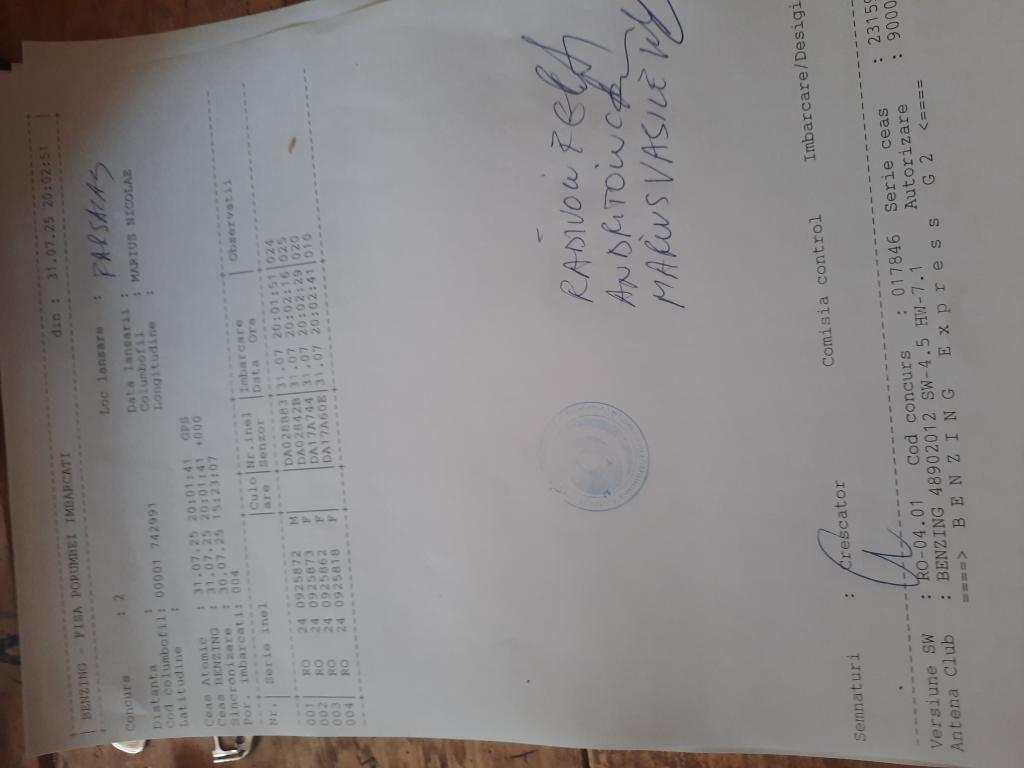 BENZING - FISA PORUMBEI IMBARCATI din : 31.07.25 20:02:51
Concurs : 2 Loc lansare :
Distanta : Data lansarii :
Cod columbofil: 00001 742991 Columbofil : MARIUS NICOLAE
Latitudine : Longitudine :
Ceas Atomic : 31.07.25 20:01:41 GPS
Ceas BENZING : 31.07.25 20:01:41 +000
Sincronizare : 30.07.25 15:23:07
Por.imbarcati: 004
Nr. Serie inel Culo Nr.inel Imbarcare Observatii
are Senzor Data Ora
001 RO 24 0925872 M DA028B88 31.07 20:01:51 024
002 RO 24 0925873 F DA02842B 31.07 20:02:16 025
003 RO 24 0925862 F DA17A744 31.07 20:02:29 020
004 RO 24 0925818 F DA17A60E 31.07 20:02:41 010
RADIVOI
MARIUS VASILE
Semnaturi : Crescator Comisia control Imbarcare/Desigi
Versiune SW : RO-04.01 Cod concurs : 017846 Serie ceas : 2315
Antena Club : BENZING 48902012 SW-4.5 HW-7.1 Autorizare : 900
====> B E N Z I N G E x p r e s s G 2 <====